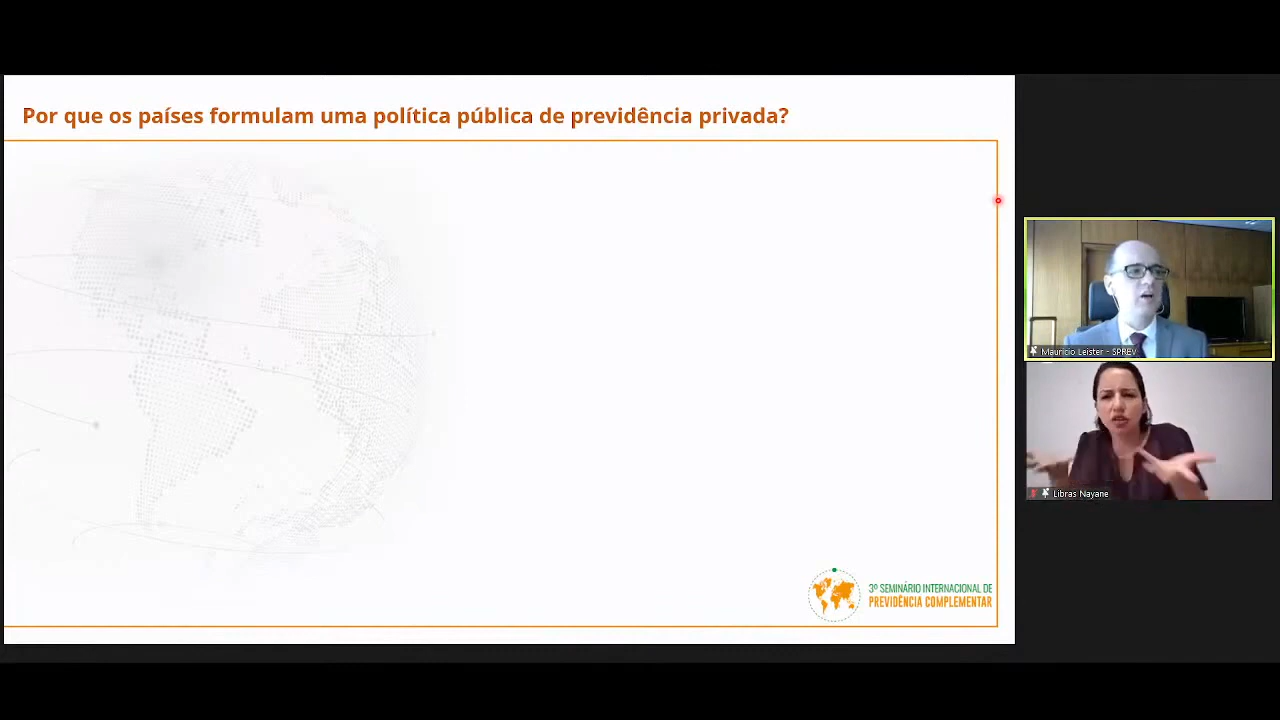 Por que os países formulam uma política pública de previdência privada?
Maurício Leister - SPREV
Libras Nayane
3º SEMINÁRIO INTERNACIONAL DE
PREVIDÊNCIA COMPLEMENTAR